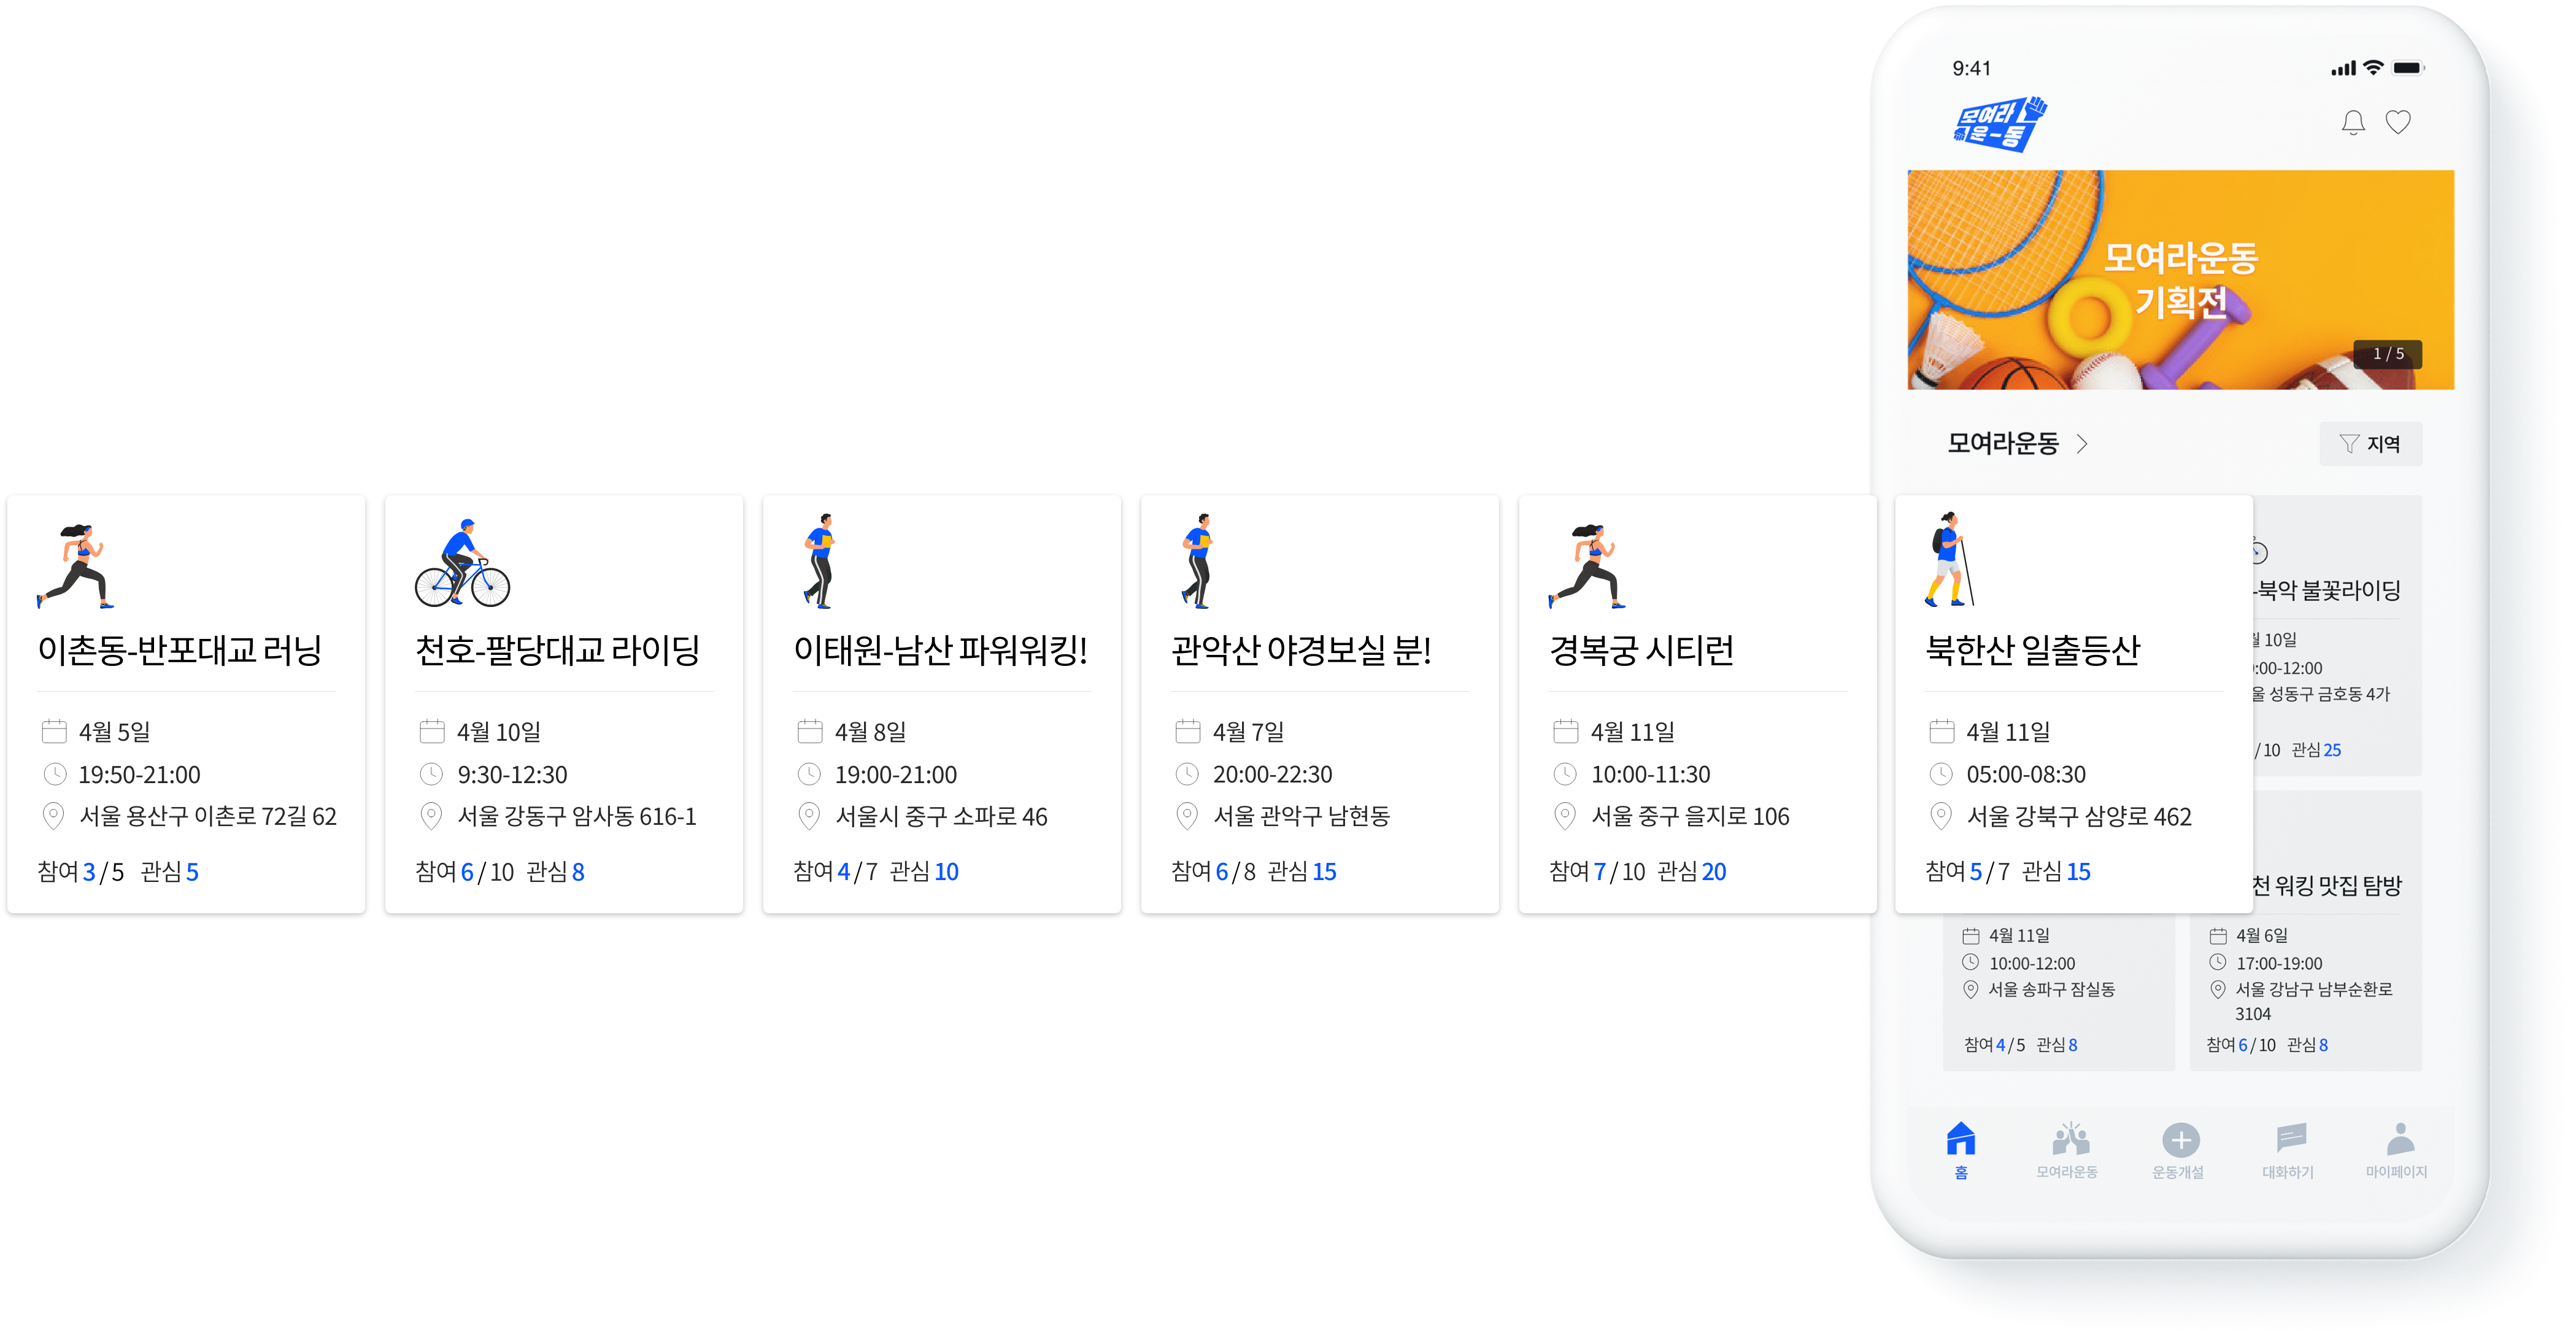 9:41
모여라
운-동
모여라운동
기획전
1 / 5
모여라운동
지역
이촌동-반포대교 러닝
4월 5일
19:50-21:00
서울 용산구 이촌로 72길 62
참여 3 / 5 관심 5
천호-팔당대교 라이딩
4월 10일
9:30-12:30
서울 강동구 암사동 616-1
참여 6 / 10 관심 8
이태원-남산 파워워킹!
4월 8일
19:00-21:00
서울시 중구 소파로 46
참여 4 / 7 관심 10
관악산 야경보실 분!
4월 7일
20:00-22:30
서울 관악구 남현동
참여 6 / 8 관심 15
경복궁 시티런
4월 11일
10:00-11:30
서울 중구 을지로 106
참여 7 / 10 관심 20
북한산 일출등산
4월 11일
05:00-08:30
서울 강북구 삼양로 462
참여 5 / 7 관심 15
-북악 불꽃라이딩
월 10일
:00-12:00
울 성동구 금호동 4가
/ 10 관심 25
4월 11일
10:00-12:00
서울 송파구 잠실동
참여 4 / 5 관심 8
천 워킹 맛집 탐방
4월 6일
17:00-19:00
서울 강남구 남부순환로
3104
참여 6 / 10 관심 8
홈
모여라운동
운동개설
대화하기
마이페이지